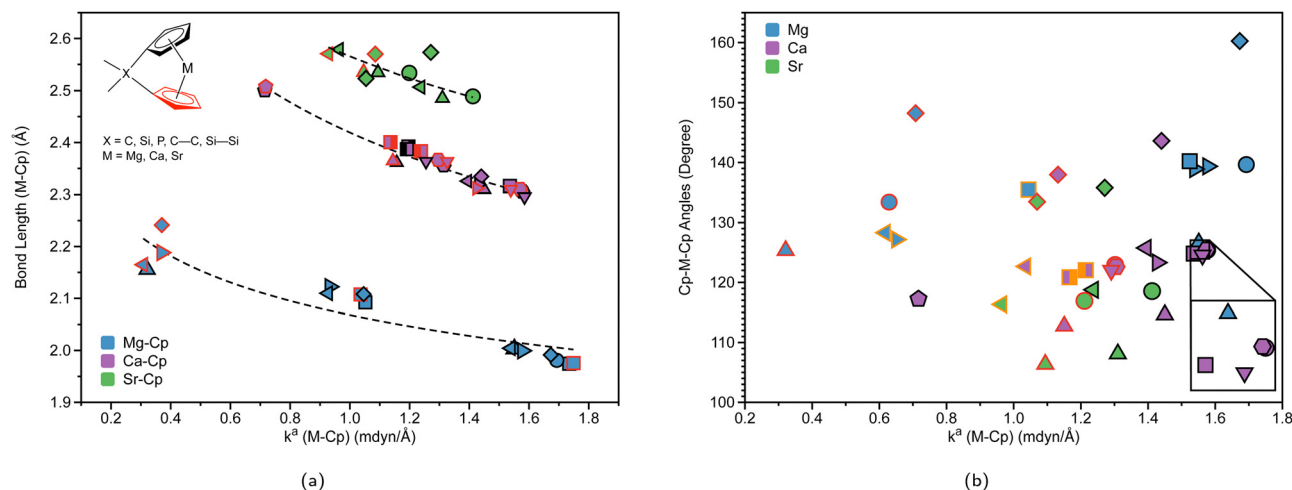 2.6
2.5
2.4
2.3
2.2
2.1
2.0
1.9
Bond Length (M-Cp) (Å)
X
M
X = C, Si, P, C—C, Si—Si
M = Mg, Ca, Sr
Mg-Cp
Ca-Cp
Sr-Cp
0.2 0.4 0.6 0.8 1.0 1.2 1.4 1.6 1.8
kᵃ (M-Cp) (mdyn/Å)
(a)
160
150
140
130
120
110
100
Cp-M-Cp Angles (Degree)
Mg
Ca
Sr
0.2 0.4 0.6 0.8 1.0 1.2 1.4 1.6 1.8
kᵃ (M-Cp) (mdyn/Å)
(b)